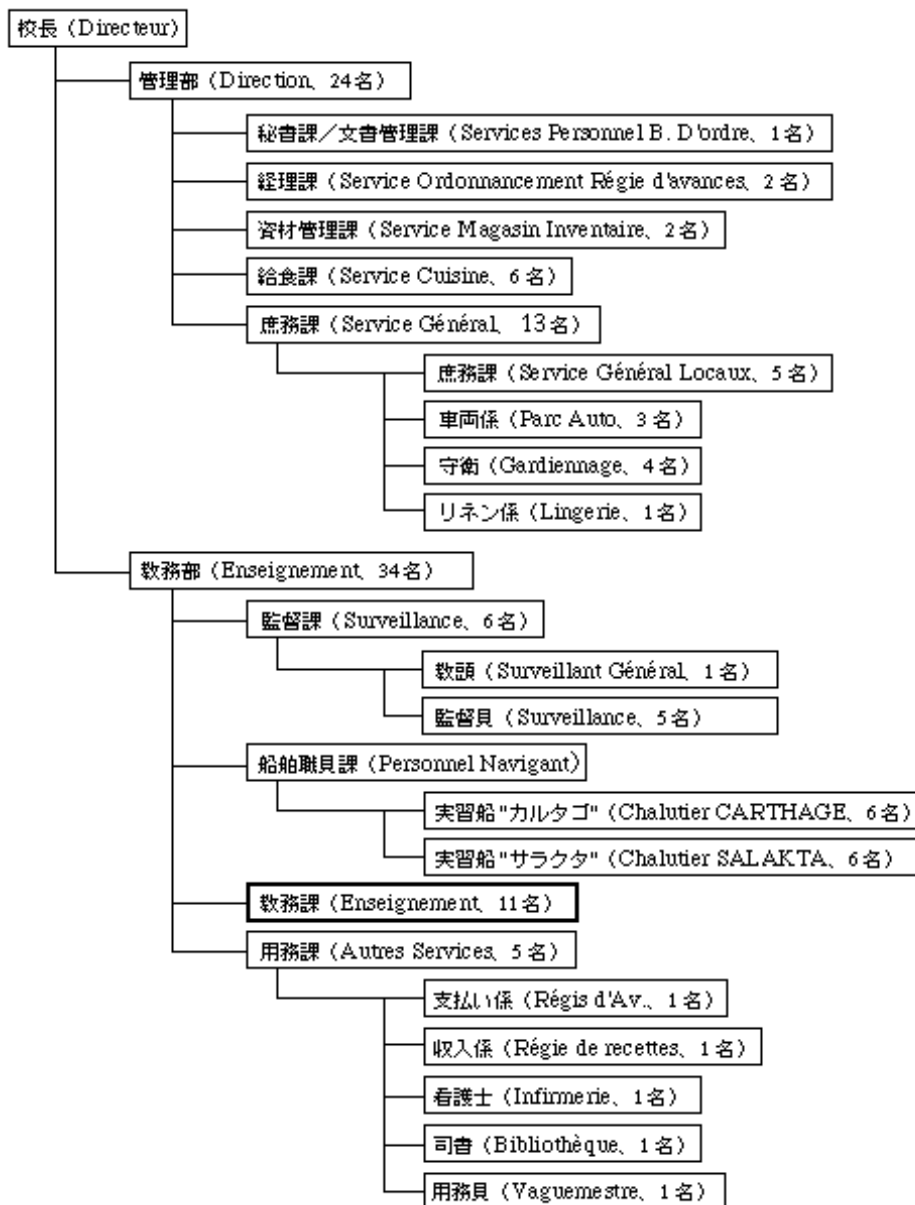 校長（Directeur）
管理部（Direction、24名）
秘書課／文書管理課（Services Personnel B. D'ordre、1名）
経理課（Service Ordonnancement Régie d'avances、2名）
資材管理課（Service Magasin Inventaire、2名）
給食課（Service Cuisine、6名）
庶務課（Service Général、13名）
庶務課（Service Général Locaux、5名）
車両係（Parc Auto、3名）
守衛（Gardiennage、4名）
リネン係（Lingerie、1名）
教務部（Enseignement、34名）
監督課（Surveillance、6名）
教頭（Surveillant Général、1名）
監督員（Surveillance、5名）
船舶職員課（Personnel Navigant）
実習船"カルタゴ"（Chalutier CARTHAGE、6名）
実習船"サラクタ"（Chalutier SALAKTA、6名）
教務課（Enseignement、11名）
用務課（Autres Services、5名）
支払い係（Régis d'Av.、1名）
収入係（Régie de recettes、1名）
看護士（Infirmerie、1名）
司書（Bibliothèque、1名）
用務員（Vaguemestre、1名）